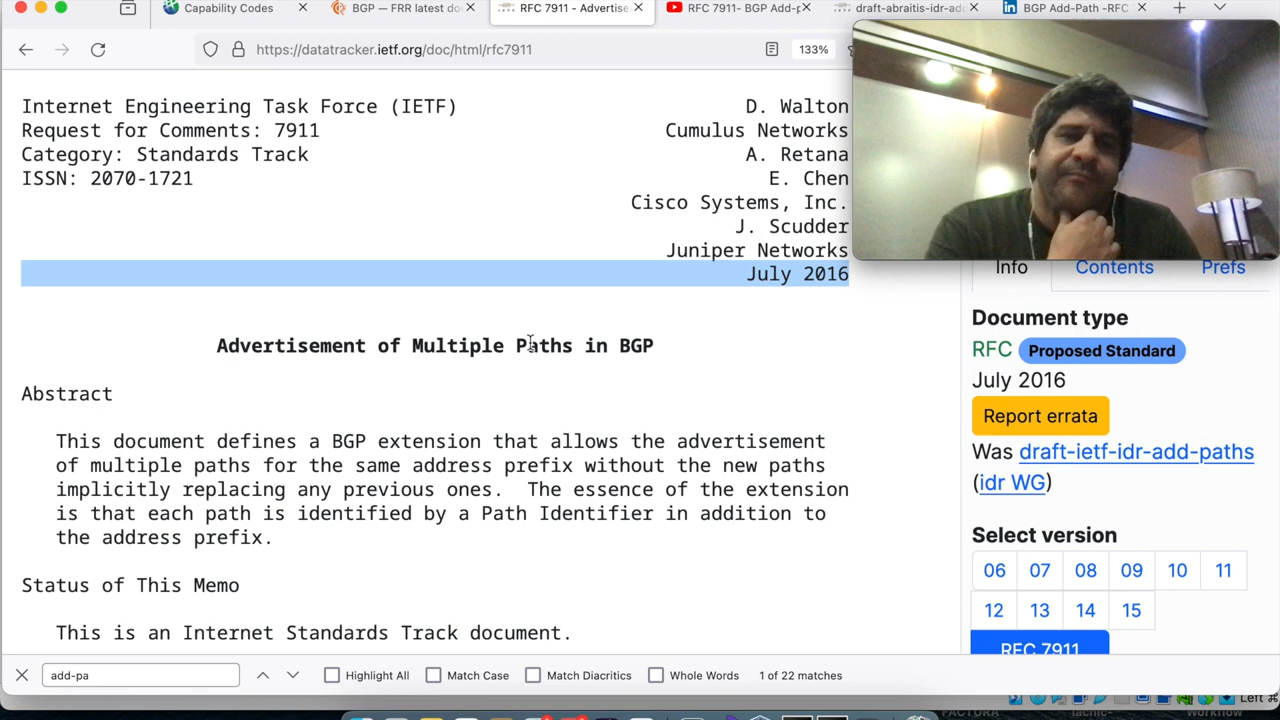 Capability Codes
BGP — FRR latest do
RFC 7911 - Advertise
RFC 7911- BGP Add-p
draft-abraitis-idr-add
BGP Add-Path -RFC
https://datatracker.ietf.org/doc/html/rfc7911
133%
Internet Engineering Task Force (IETF) D. Walton
Request for Comments: 7911 Cumulus Networks
Category: Standards Track A. Retana
ISSN: 2070-1721 E. Chen
Cisco Systems, Inc.
J. Scudder
Juniper Networks
July 2016
Advertisement of Multiple Paths in BGP
Abstract
This document defines a BGP extension that allows the advertisement
of multiple paths for the same address prefix without the new paths
implicitly replacing any previous ones. The essence of the extension
is that each path is identified by a Path Identifier in addition to
the address prefix.
Status of This Memo
This is an Internet Standards Track document.
Info Contents Prefs
Document type
RFC Proposed Standard
July 2016
Report errata
Was draft-ietf-idr-add-paths
(idr WG)
Select version
06 07 08 09 10 11
12 13 14 15
RFC 7911
add-pa
Highlight All Match Case Match Diacritics Whole Words 1 of 22 matches
Left ⌘